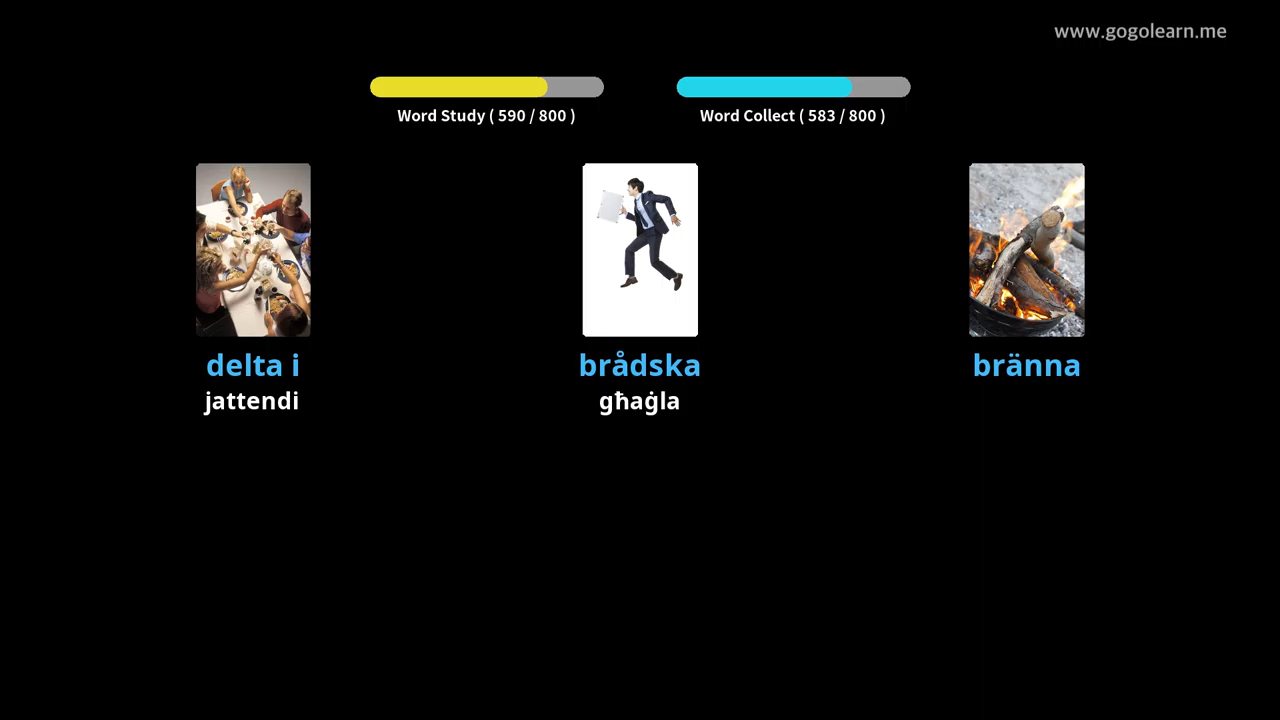 www.gogolearn.me
Word Study ( 590 / 800 )
Word Collect ( 583 / 800 )
delta i
jattendi
brådska
għaġla
bränna